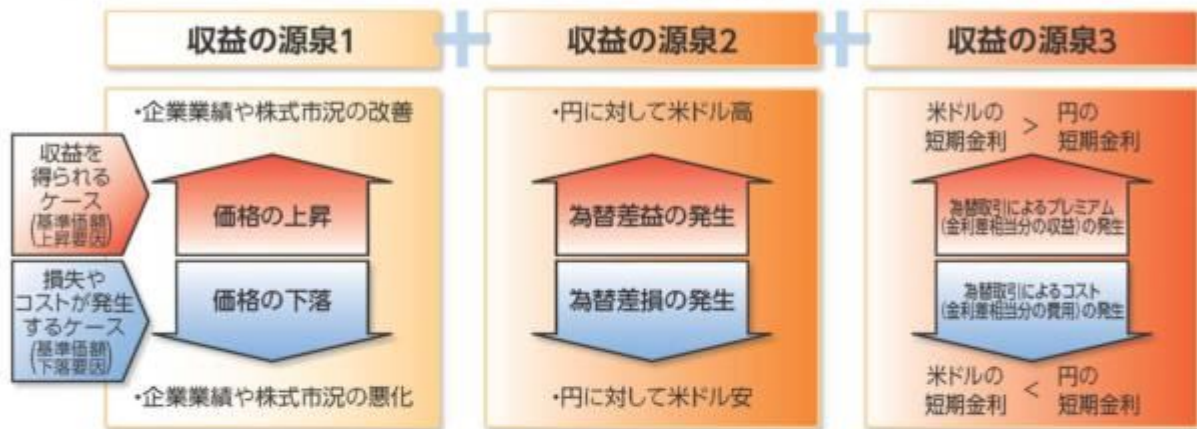 収益の源泉1
+
収益の源泉2
+
収益の源泉3
収益を
得られる
ケース
(基準価額
上昇要因)
損失や
コストが発生
するケース
(基準価額
下落要因)
・企業業績や株式市況の改善
価格の上昇
価格の下落
・企業業績や株式市況の悪化
・円に対して米ドル高
為替差益の発生
為替差損の発生
・円に対して米ドル安
米ドルの
短期金利
>
円の
短期金利
為替取引によるプレミアム
(金利差相当分の収益)の発生
為替取引によるコスト
(金利差相当分の費用)の発生
米ドルの
短期金利
<
円の
短期金利